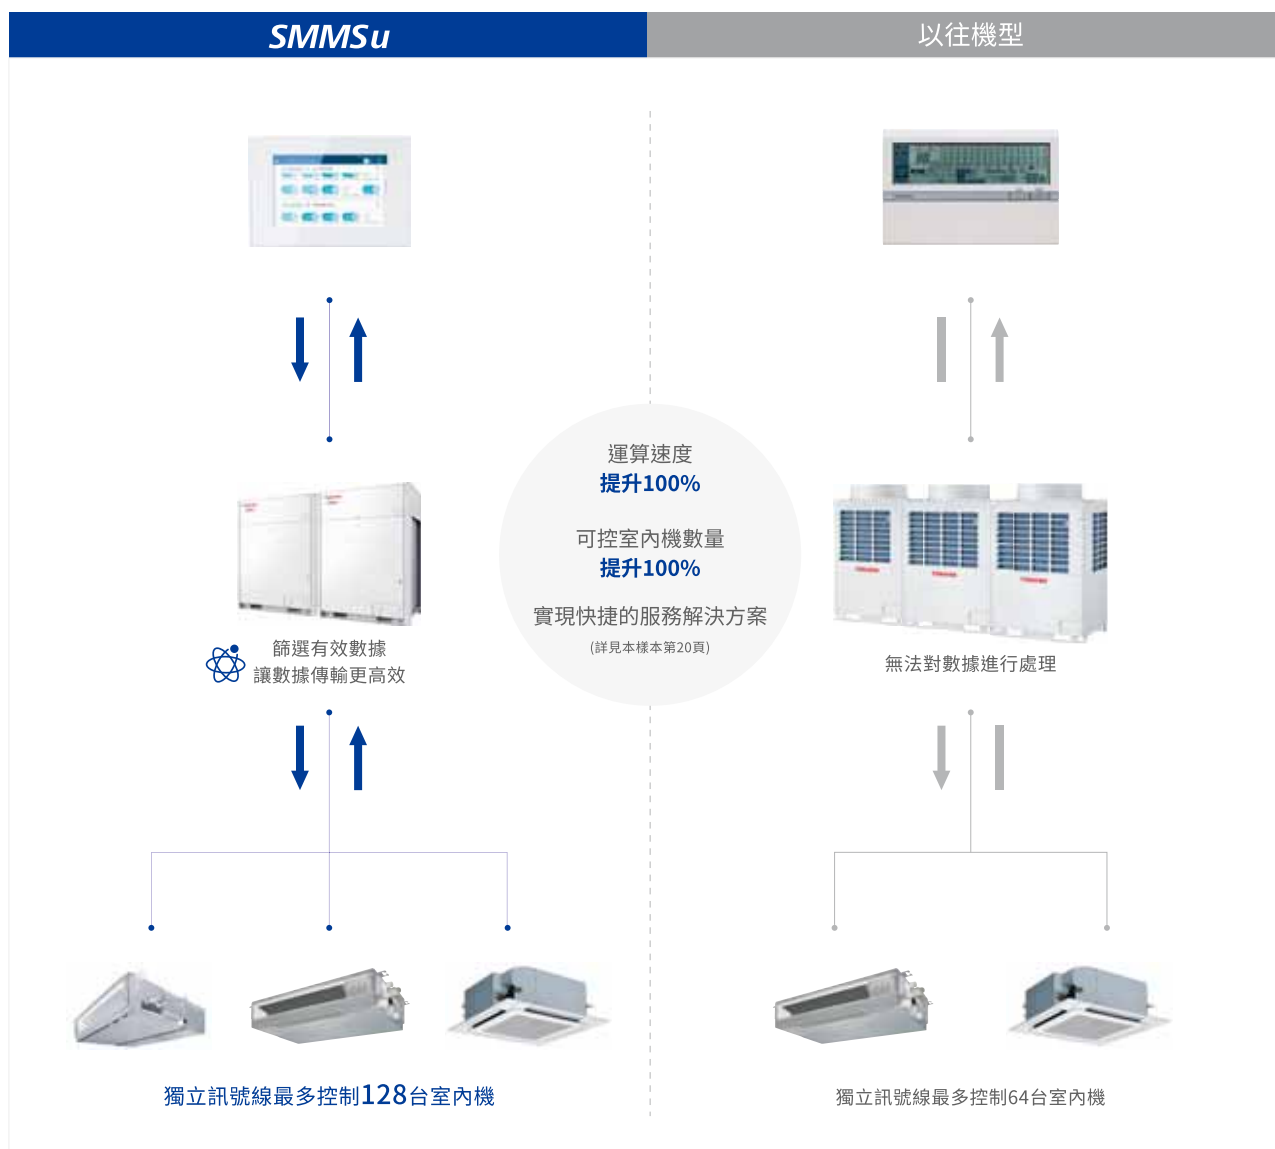 SMMSu
以往機型
運算速度
提升100%
可控室內機數量
提升100%
實現快捷的服務解決方案
(詳見本樣本第20頁)
篩選有效數據
讓數據傳輸更高效
無法對數據進行處理
獨立訊號線最多控制128台室內機
獨立訊號線最多控制64台室內機